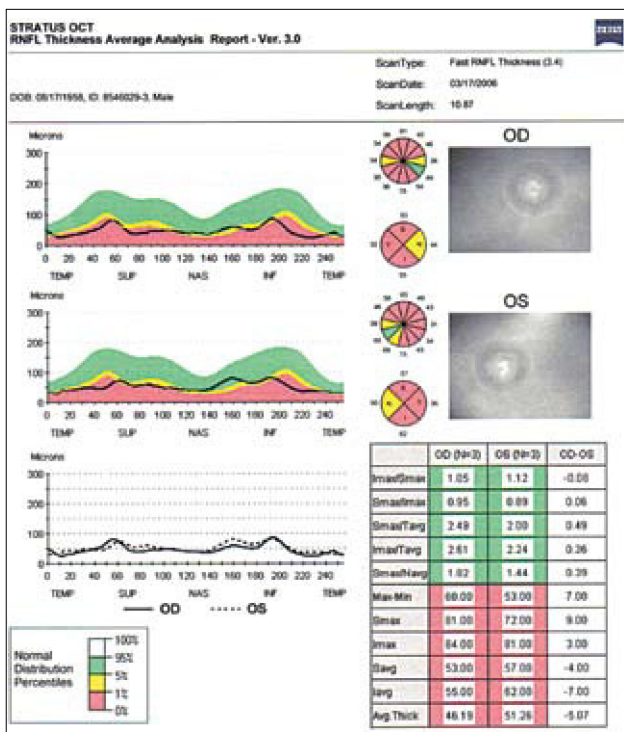 STRATUS OCT
RNFL Thickness Average Analysis Report - Ver. 3.0
ZEISS
ScanType: Fast RNFL Thickness (3.4)
ScanDate: 03/17/2006
DOB: 08/17/1958, ID: 8546029-3, Male
ScanLength: 10.87
Microns
300
200
100
0
0 20 40 60 80 100 120 140 160 180 200 220 240
TEMP SUP NAS INF TEMP
OD
Microns
300
200
100
0
0 20 40 60 80 100 120 140 160 180 200 220 240
TEMP SUP NAS INF TEMP
OS
Microns
300
200
100
0
0 20 40 60 80 100 120 140 160 180 200 220 240
TEMP SUP NAS INF TEMP
OD OS
OD (N=3) OS (N=3) OD-OS
Imax/Smax 1.05 1.12 -0.08
Smax/Imax 0.95 0.89 0.06
Smax/Tavg 2.49 2.00 0.49
Imax/Tavg 2.61 2.24 0.36
Smax/Navg 1.82 1.44 0.39
Max-Min 60.00 53.00 7.00
Smax 81.00 72.00 9.00
Imax 84.00 81.00 3.00
Savg 53.00 57.00 -4.00
Iavg 55.00 62.00 -7.00
Avg.Thick 46.19 51.26 -5.07
Normal
Distribution
Percentiles
100%
95%
5%
1%
0%